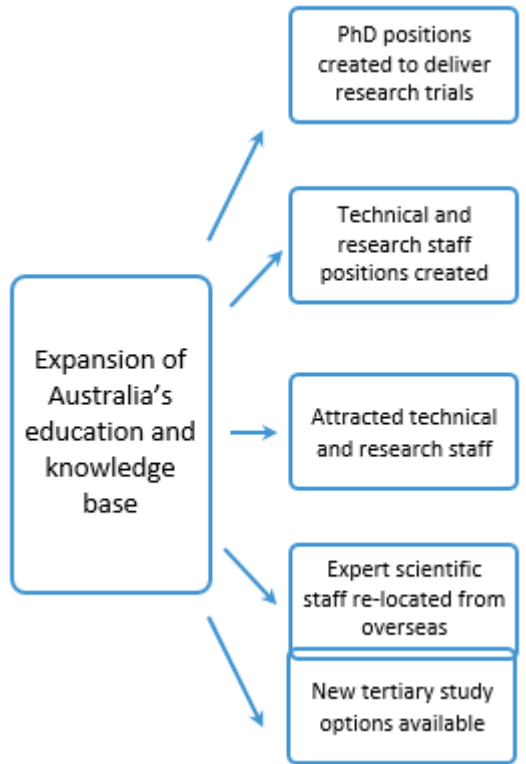 PhD positions
created to deliver
research trials
Technical and
research staff
positions created
Expansion of
Australia’s
education and
knowledge
base
Attracted technical
and research staff
Expert scientific
staff re-located from
overseas
New tertiary study
options available